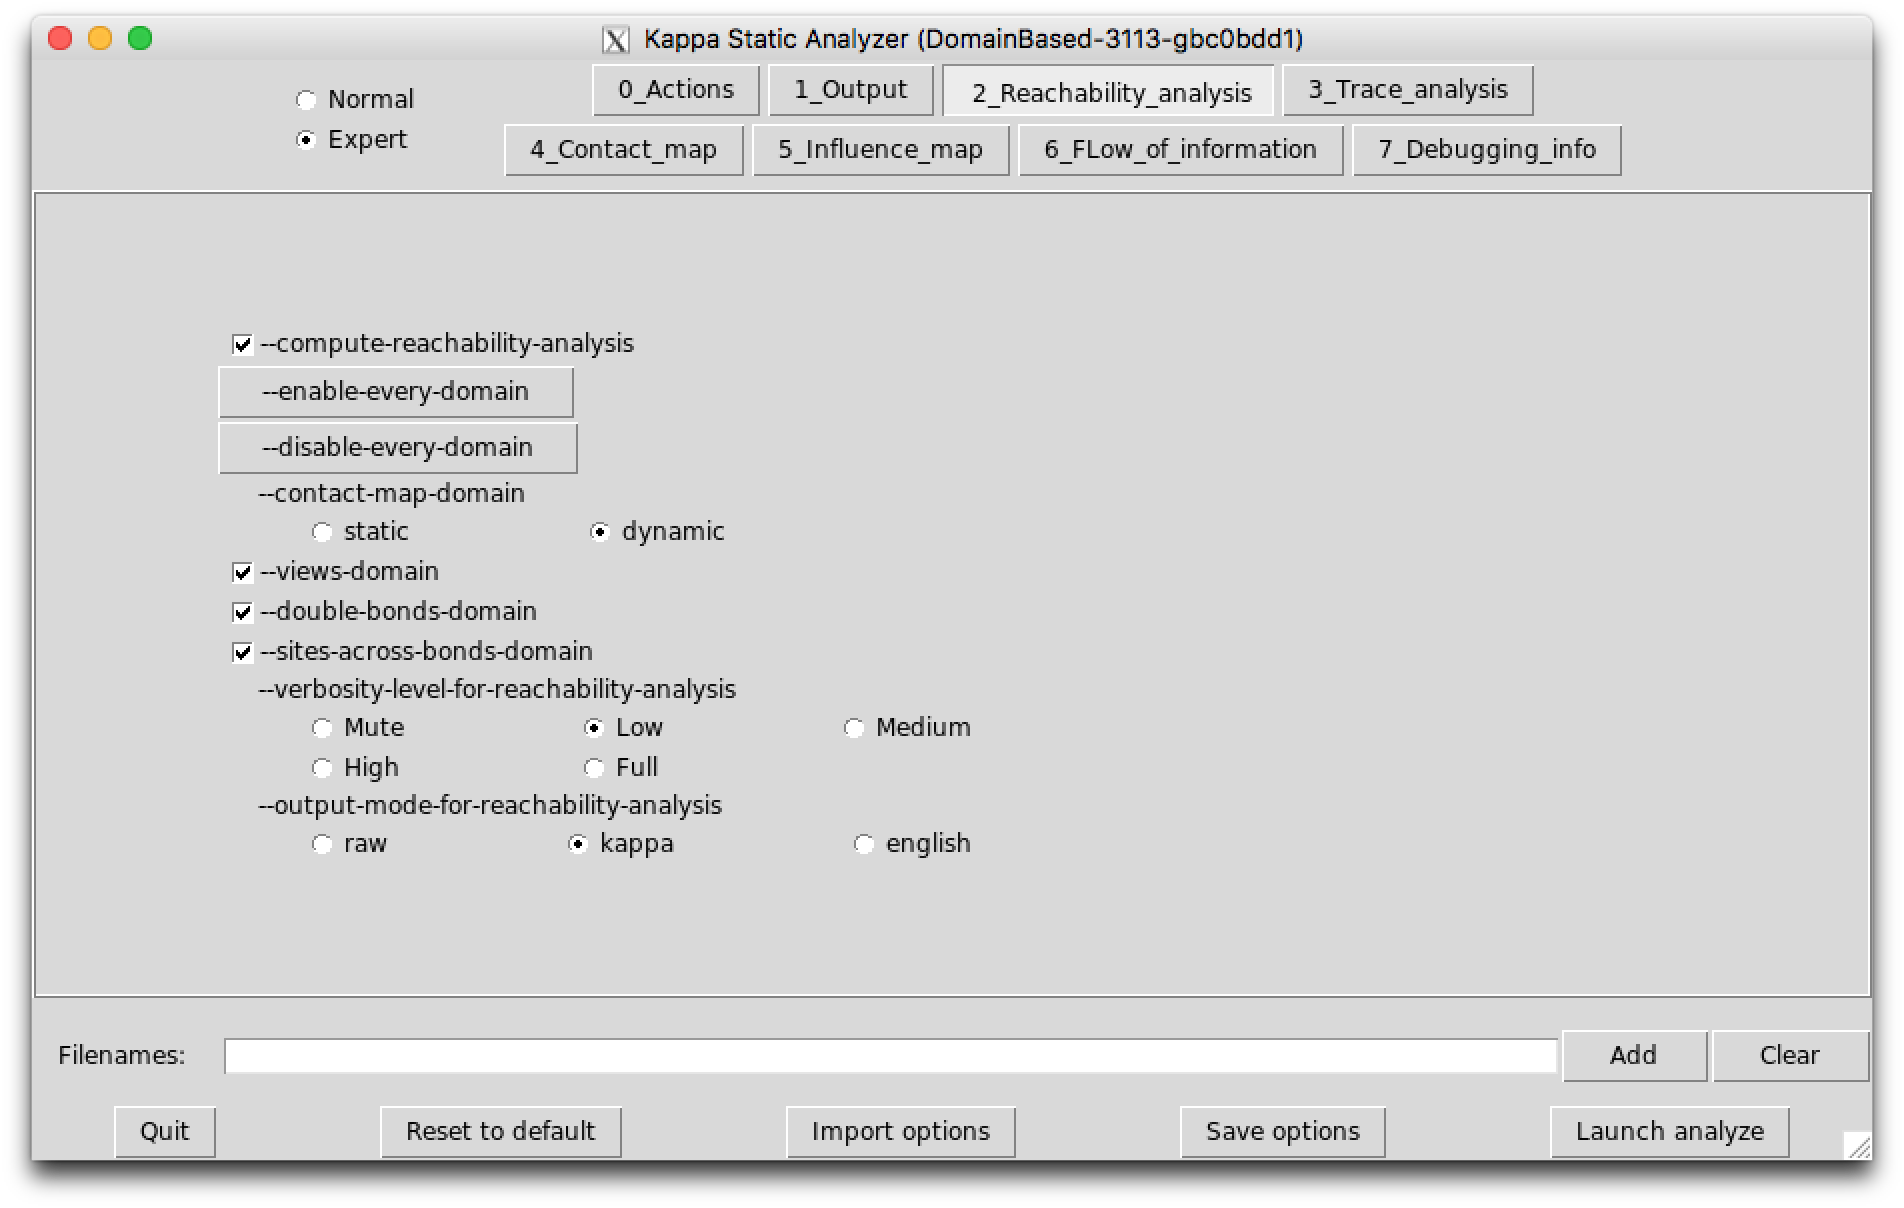 Kappa Static Analyzer (DomainBased-3113-gbc0bdd1)
Normal
Expert
0_Actions 1_Output 2_Reachability_analysis 3_Trace_analysis
4_Contact_map 5_Influence_map 6_FLow_of_information 7_Debugging_info
--compute-reachability-analysis
--enable-every-domain
--disable-every-domain
--contact-map-domain
static dynamic
--views-domain
--double-bonds-domain
--sites-across-bonds-domain
--verbosity-level-for-reachability-analysis
Mute Low Medium
High Full
--output-mode-for-reachability-analysis
raw kappa english
Filenames: Add Clear
Quit Reset to default Import options Save options Launch analyze